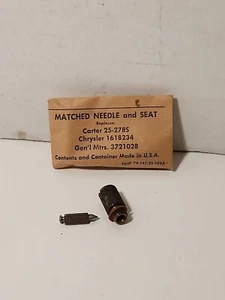 MATCHED NEEDLE and SEAT
Replaces:
Carter 25-278S
Chrysler 1618234
Gen'l Mtrs. 3721028
Contents and Container Made in U.S.A.